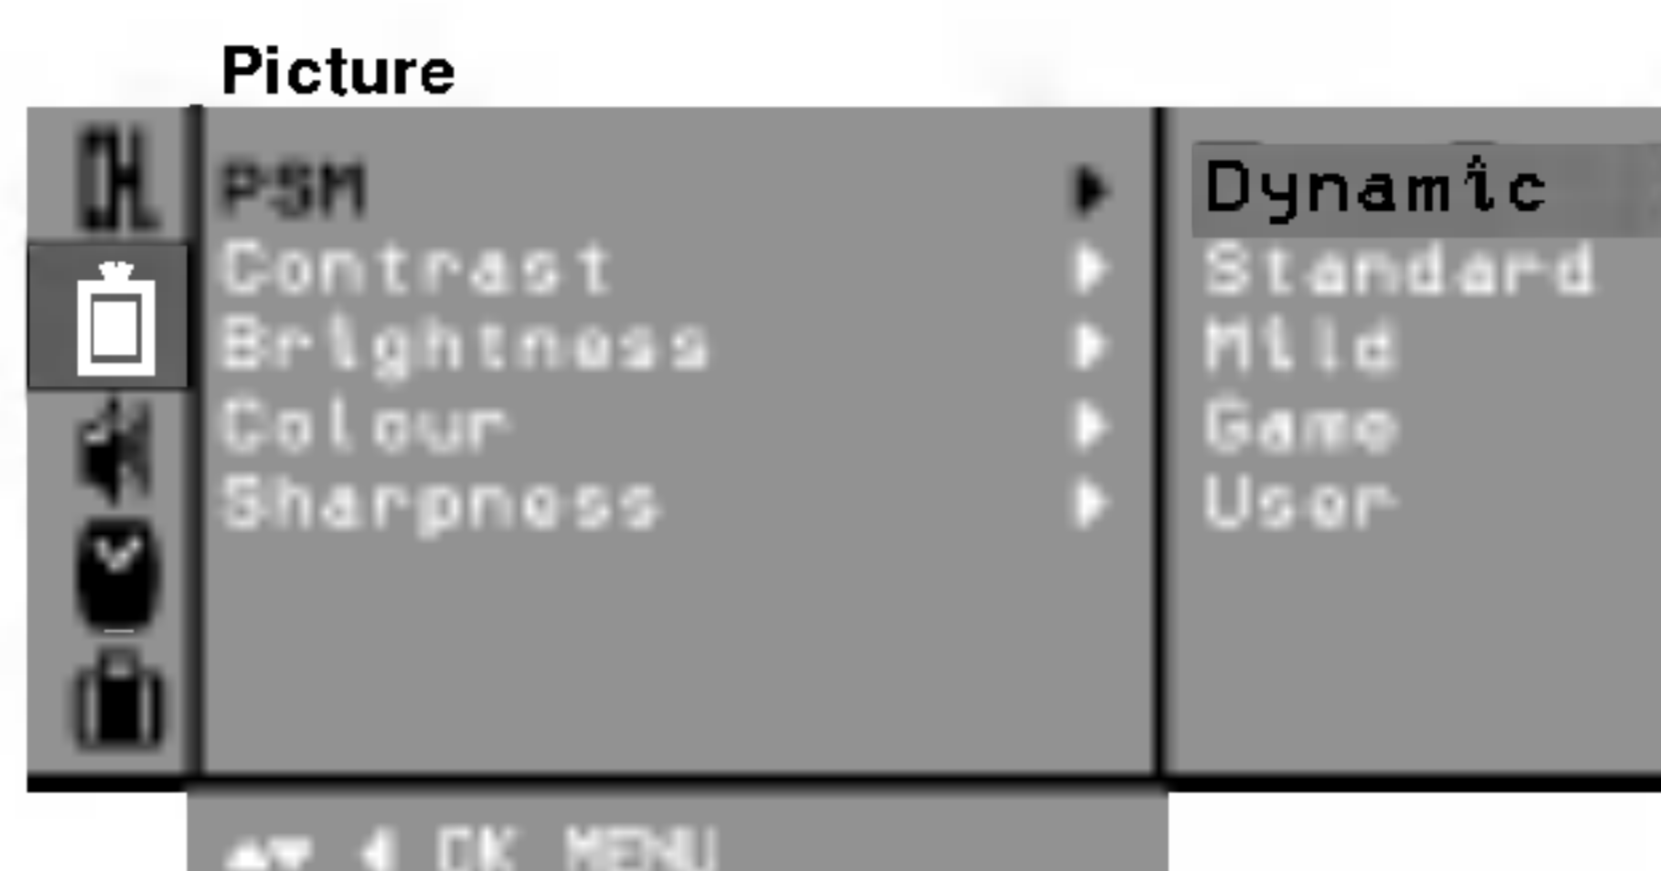 Picture
PSM
Contrast
Brightness
Colour
Sharpness
Dynamic
Standard
Mild
Game
User
▲▼ ◀ OK MENU